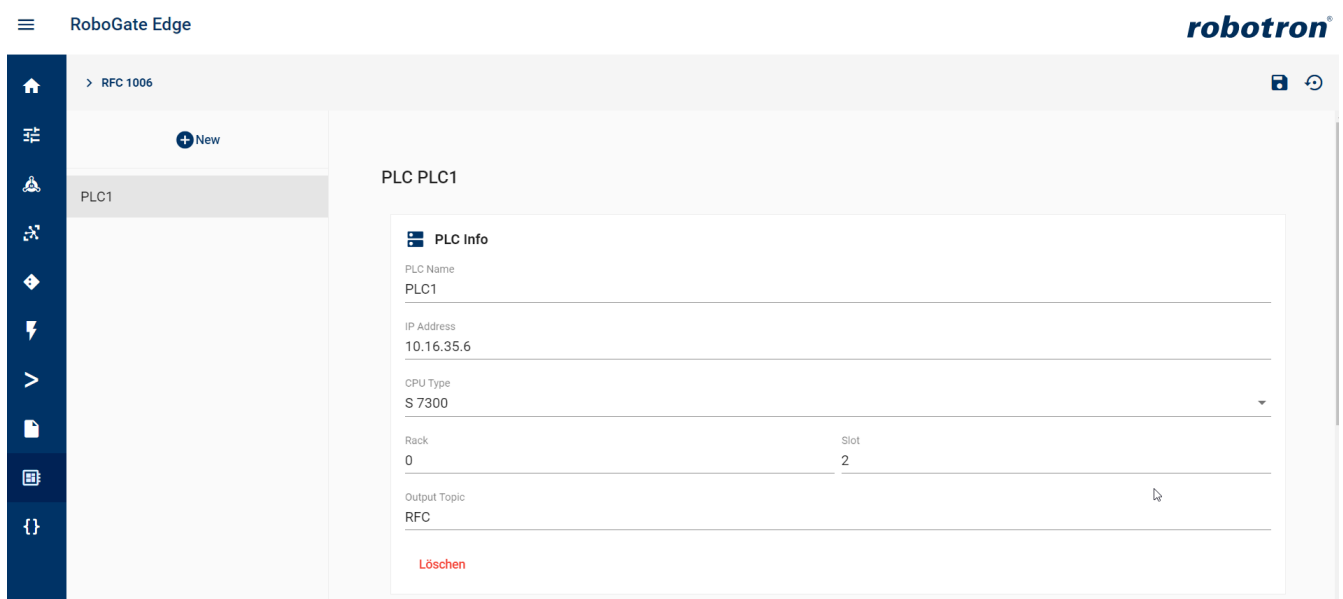 RoboGate Edge
robotron®
RFC 1006
New
PLC1
PLC PLC1
PLC Info
PLC Name
PLC1
IP Address
10.16.35.6
CPU Type
S 7300
Rack
0
Slot
2
Output Topic
RFC
Löschen